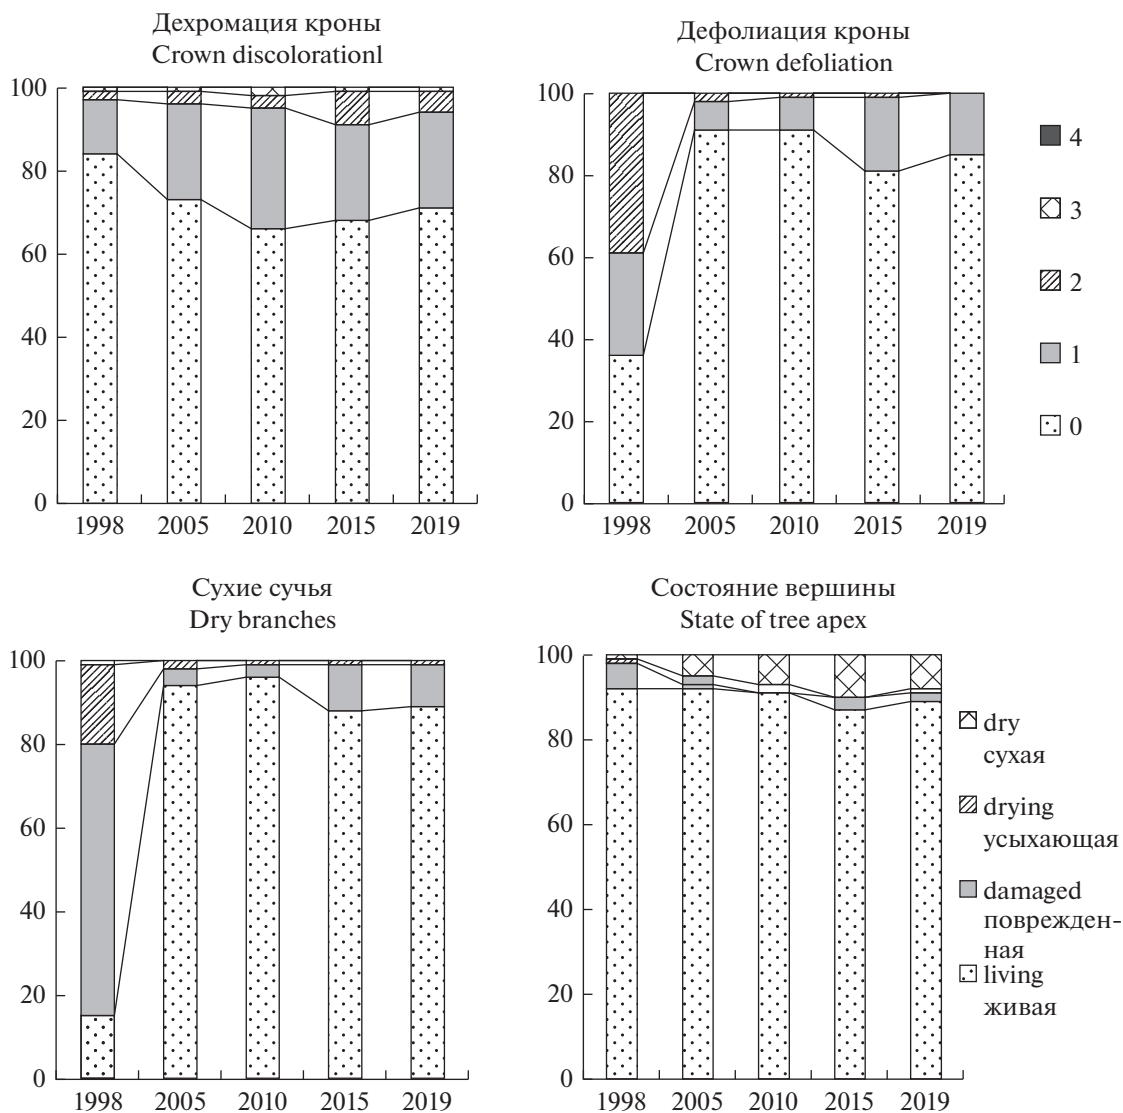 Дехромация кроны
Crown discolorationl
100
80
60
40
20
0
1998 2005 2010 2015 2019
Дефолиация кроны
Crown defoliation
100
80
60
40
20
0
1998 2005 2010 2015 2019
4
3
2
1
0
Сухие сучья
Dry branches
100
80
60
40
20
0
1998 2005 2010 2015 2019
Состояние вершины
State of tree apex
100
80
60
40
20
0
1998 2005 2010 2015 2019
dry
сухая
drying
усыхающая
damaged
поврежден-
ная
living
живая